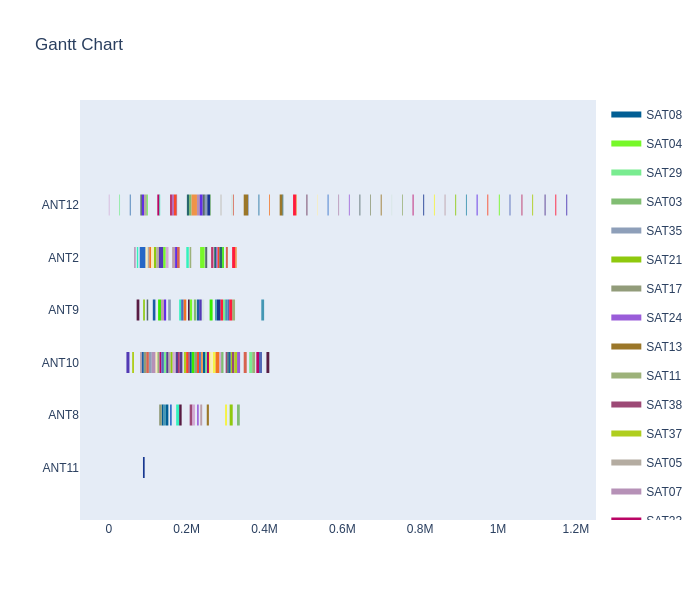 Gantt Chart
ANT12
ANT2
ANT9
ANT10
ANT8
ANT11
0
0.2M
0.4M
0.6M
0.8M
1M
1.2M
SAT08
SAT04
SAT29
SAT03
SAT35
SAT21
SAT17
SAT24
SAT13
SAT11
SAT38
SAT37
SAT05
SAT07